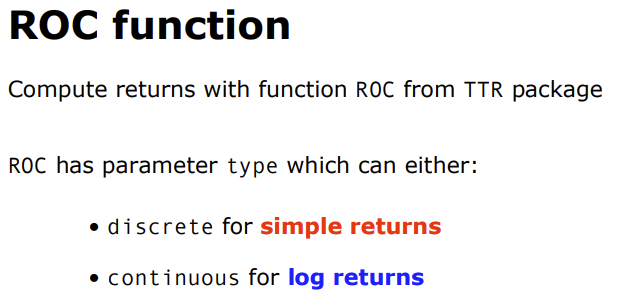 ROC function
Compute returns with function ROC from TTR package
ROC has parameter type which can either:
• discrete for simple returns
• continuous for log returns